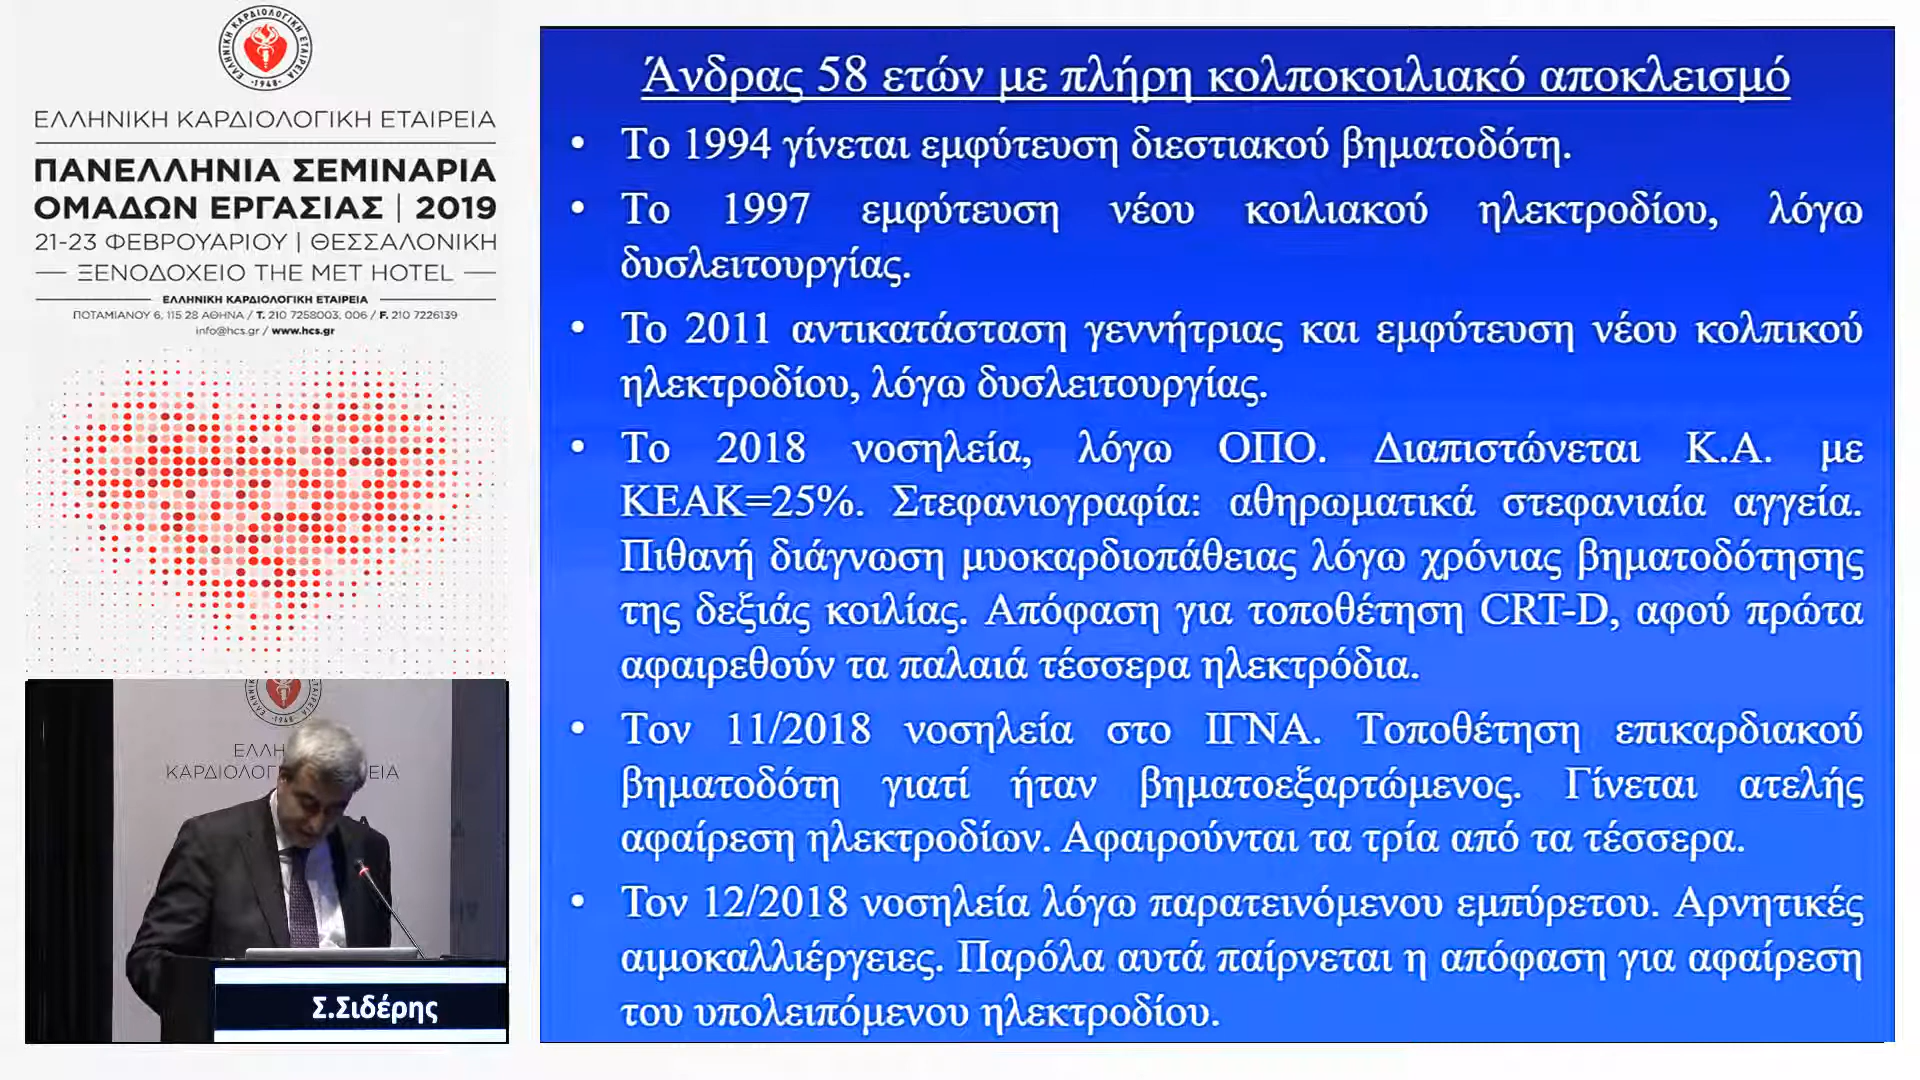 ΕΛΛΗΝΙΚΗ ΚΑΡΔΙΟΛΟΓΙΚΗ ΕΤΑΙΡΕΙΑ
·1948·
ΕΛΛΗΝΙΚΗ ΚΑΡΔΙΟΛΟΓΙΚΗ ΕΤΑΙΡΕΙΑ
ΠΑΝΕΛΛΗΝΙΑ ΣΕΜΙΝΑΡΙΑ
ΟΜΑΔΩΝ ΕΡΓΑΣΙΑΣ | 2019
21-23 ΦΕΒΡΟΥΑΡΙΟΥ | ΘΕΣΣΑΛΟΝΙΚΗ
ΞΕΝΟΔΟΧΕΙΟ THE MET HOTEL
ΕΛΛΗΝΙΚΗ ΚΑΡΔΙΟΛΟΓΙΚΗ ΕΤΑΙΡΕΙΑ
ΠΟΤΑΜΙΑΝΟΥ 6, 115 28 ΑΘΗΝΑ / T. 210 7258003, 006 / F. 210 7226139
info@hcs.gr / www.hcs.gr
ΕΛΛΗ
ΚΑΡΔΙΟΛΟΓ ΕΙΑ
Σ.Σιδέρης
Άνδρας 58 ετών με πλήρη κολποκοιλιακό αποκλεισμό
• Το 1994 γίνεται εμφύτευση διεστιακού βηματοδότη.
• Το 1997 εμφύτευση νέου κοιλιακού ηλεκτροδίου, λόγω
δυσλειτουργίας.
• Το 2011 αντικατάσταση γεννήτριας και εμφύτευση νέου κολπικού
ηλεκτροδίου, λόγω δυσλειτουργίας.
• Το 2018 νοσηλεία, λόγω ΟΠΟ. Διαπιστώνεται Κ.Α. με
ΚΕΑΚ=25%. Στεφανιογραφία: αθηρωματικά στεφανιαία αγγεία.
Πιθανή διάγνωση μυοκαρδιοπάθειας λόγω χρόνιας βηματοδότησης
της δεξιάς κοιλίας. Απόφαση για τοποθέτηση CRT-D, αφού πρώτα
αφαιρεθούν τα παλαιά τέσσερα ηλεκτρόδια.
• Τον 11/2018 νοσηλεία στο ΙΓΝΑ. Τοποθέτηση επικαρδιακού
βηματοδότη γιατί ήταν βηματοεξαρτώμενος. Γίνεται ατελής
αφαίρεση ηλεκτροδίων. Αφαιρούνται τα τρία από τα τέσσερα.
• Τον 12/2018 νοσηλεία λόγω παρατεινόμενου εμπύρετου. Αρνητικές
αιμοκαλλιέργειες. Παρόλα αυτά παίρνεται η απόφαση για αφαίρεση
του υπολειπόμενου ηλεκτροδίου.